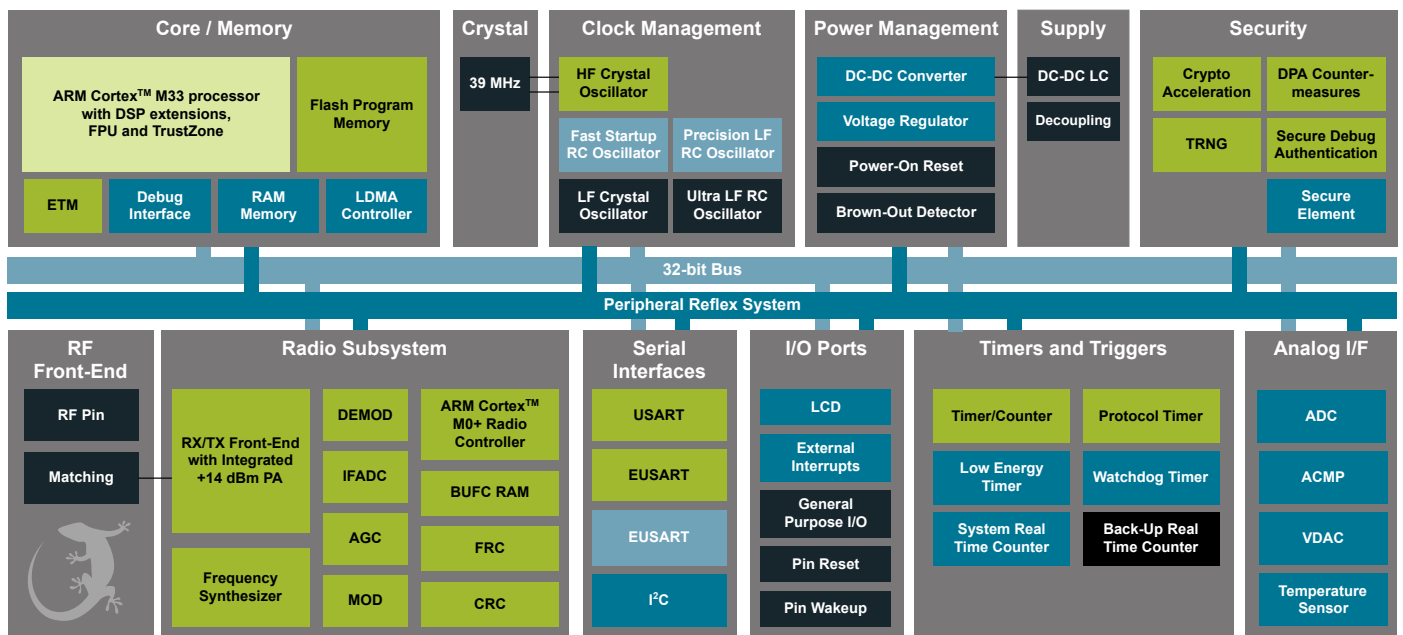 Core / Memory
ARM Cortex™ M33 processor
with DSP extensions,
FPU and TrustZone
Flash Program
Memory
ETM
Debug
Interface
RAM
Memory
LDMA
Controller
Crystal
39 MHz
Clock Management
HF Crystal
Oscillator
Fast Startup
RC Oscillator
Precision LF
RC Oscillator
LF Crystal
Oscillator
Ultra LF RC
Oscillator
Power Management
DC-DC Converter
Voltage Regulator
Power-On Reset
Brown-Out Detector
Supply
DC-DC LC
Decoupling
Security
Crypto
Acceleration
DPA Counter-
measures
TRNG
Secure Debug
Authentication
Secure
Element
32-bit Bus
Peripheral Reflex System
RF
Front-End
RF Pin
Matching
Radio Subsystem
RX/TX Front-End
with Integrated
+14 dBm PA
Frequency
Synthesizer
DEMOD
IFADC
AGC
MOD
ARM Cortex™
M0+ Radio
Controller
BUFC RAM
FRC
CRC
Serial
Interfaces
USART
EUSART
EUSART
I²C
I/O Ports
LCD
External
Interrupts
General
Purpose I/O
Pin Reset
Pin Wakeup
Timers and Triggers
Timer/Counter
Protocol Timer
Low Energy
Timer
Watchdog Timer
System Real
Time Counter
Back-Up Real
Time Counter
Analog I/F
ADC
ACMP
VDAC
Temperature
Sensor